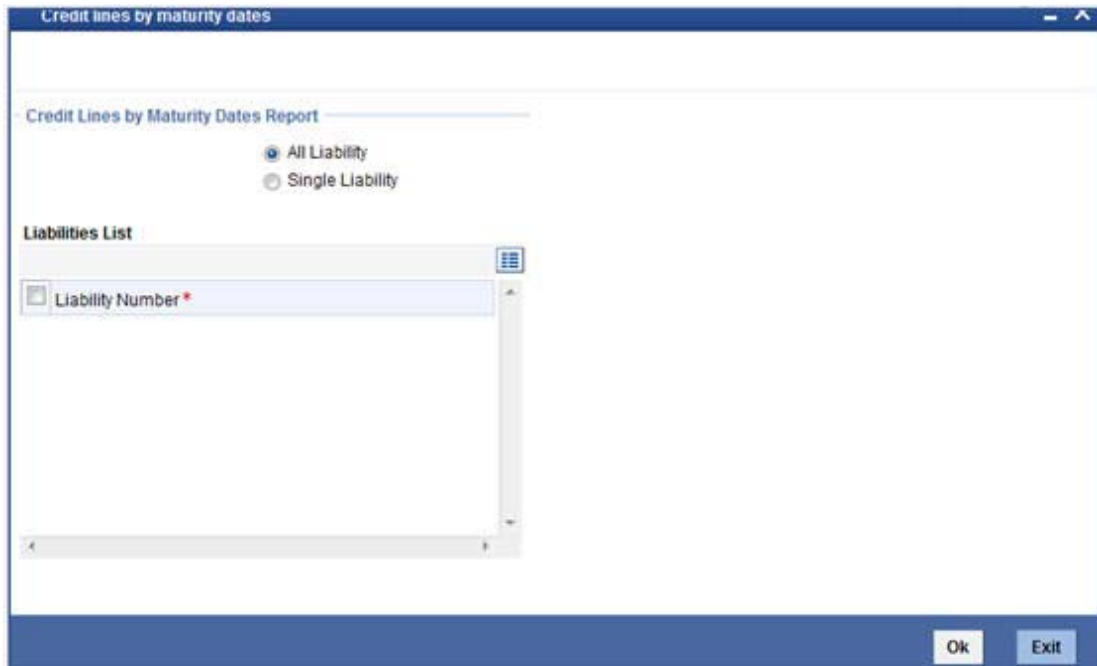 Credit lines by maturity dates
Credit Lines by Maturity Dates Report
All Liability
Single Liability
Liabilities List
Liability Number *
Ok Exit